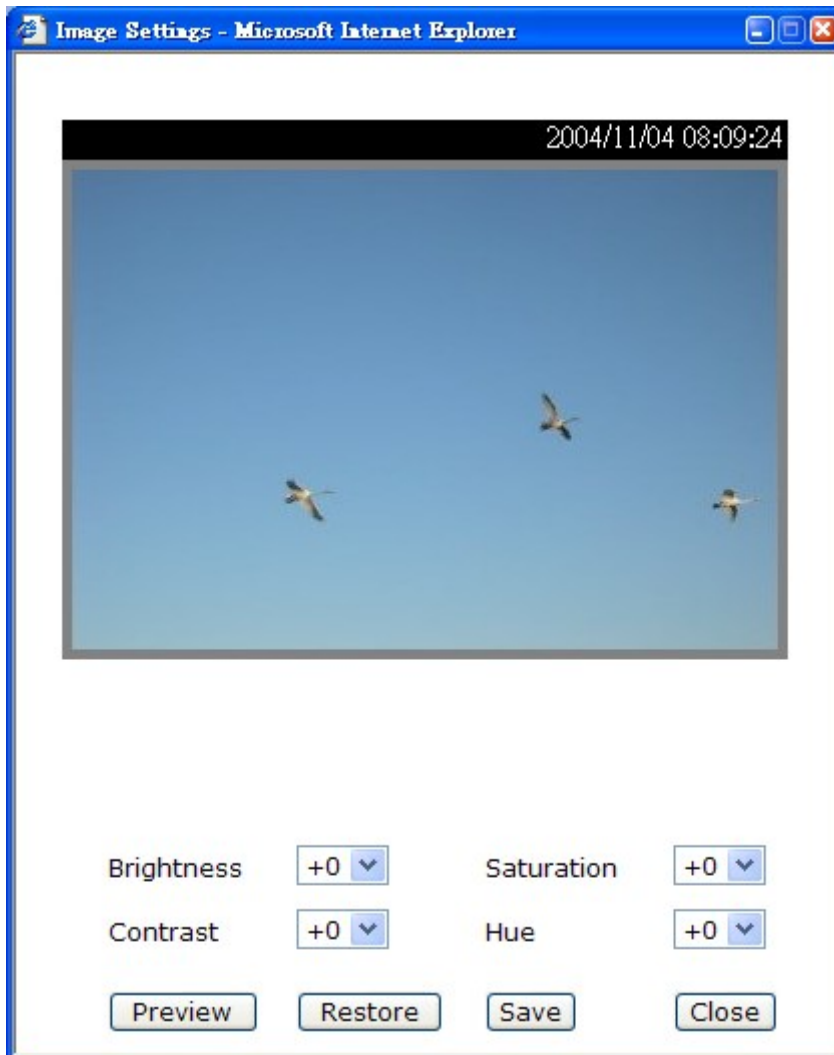 Image Settings - Microsoft Internet Explorer
2004/11/04 08:09:24
Brightness +0 Saturation +0
Contrast +0 Hue +0
Preview Restore Save Close